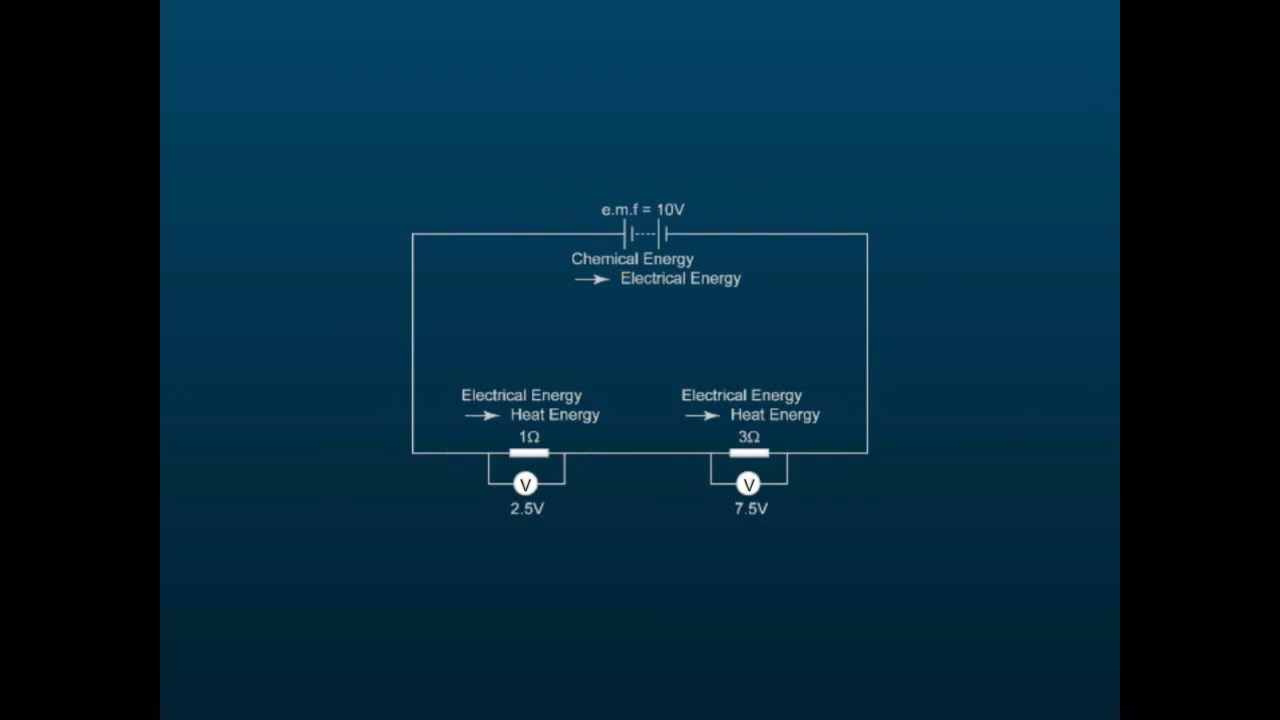 e.m.f = 10V
Chemical Energy
Electrical Energy
Electrical Energy
Heat Energy
1Ω
V
2.5V
Electrical Energy
Heat Energy
3Ω
V
7.5V